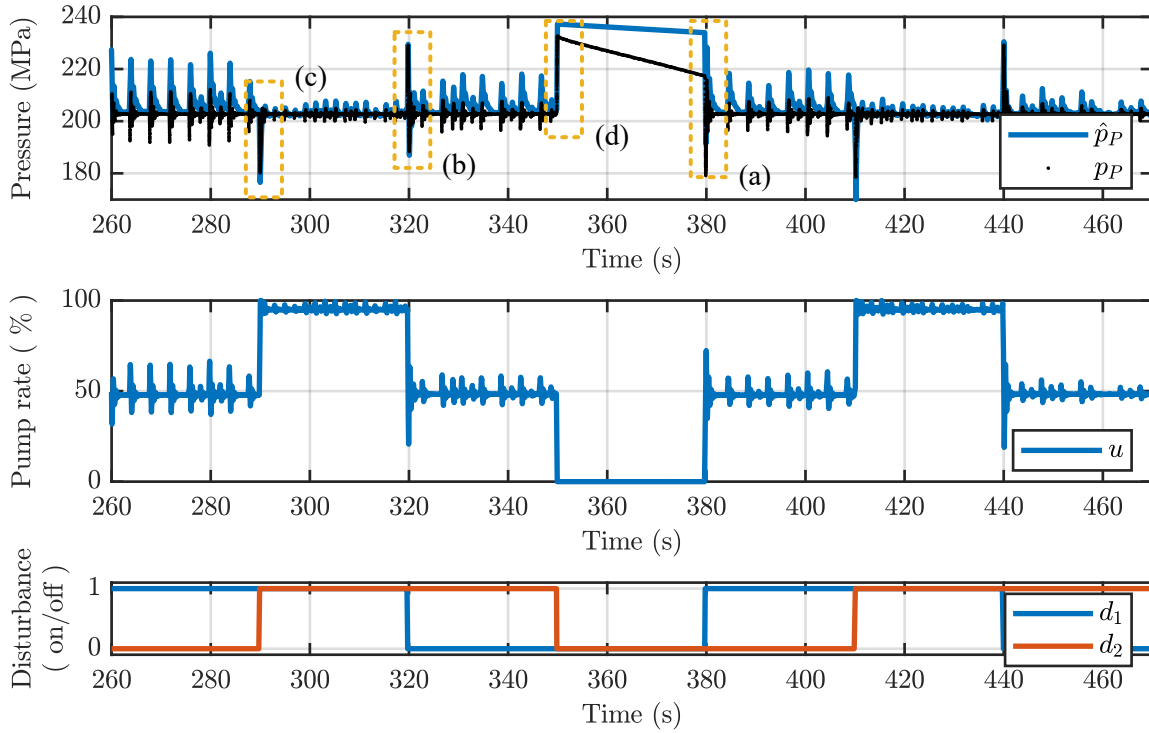 240
220
200
180
Pressure (MPa)
(c)
(b)
(d)
(a)
p̂_P
p_P
260 280 300 320 340 360 380 400 420 440 460
Time (s)
100
50
0
Pump rate ( % )
u
260 280 300 320 340 360 380 400 420 440 460
Time (s)
1
0
Disturbance
( on/off )
d_1
d_2
260 280 300 320 340 360 380 400 420 440 460
Time (s)